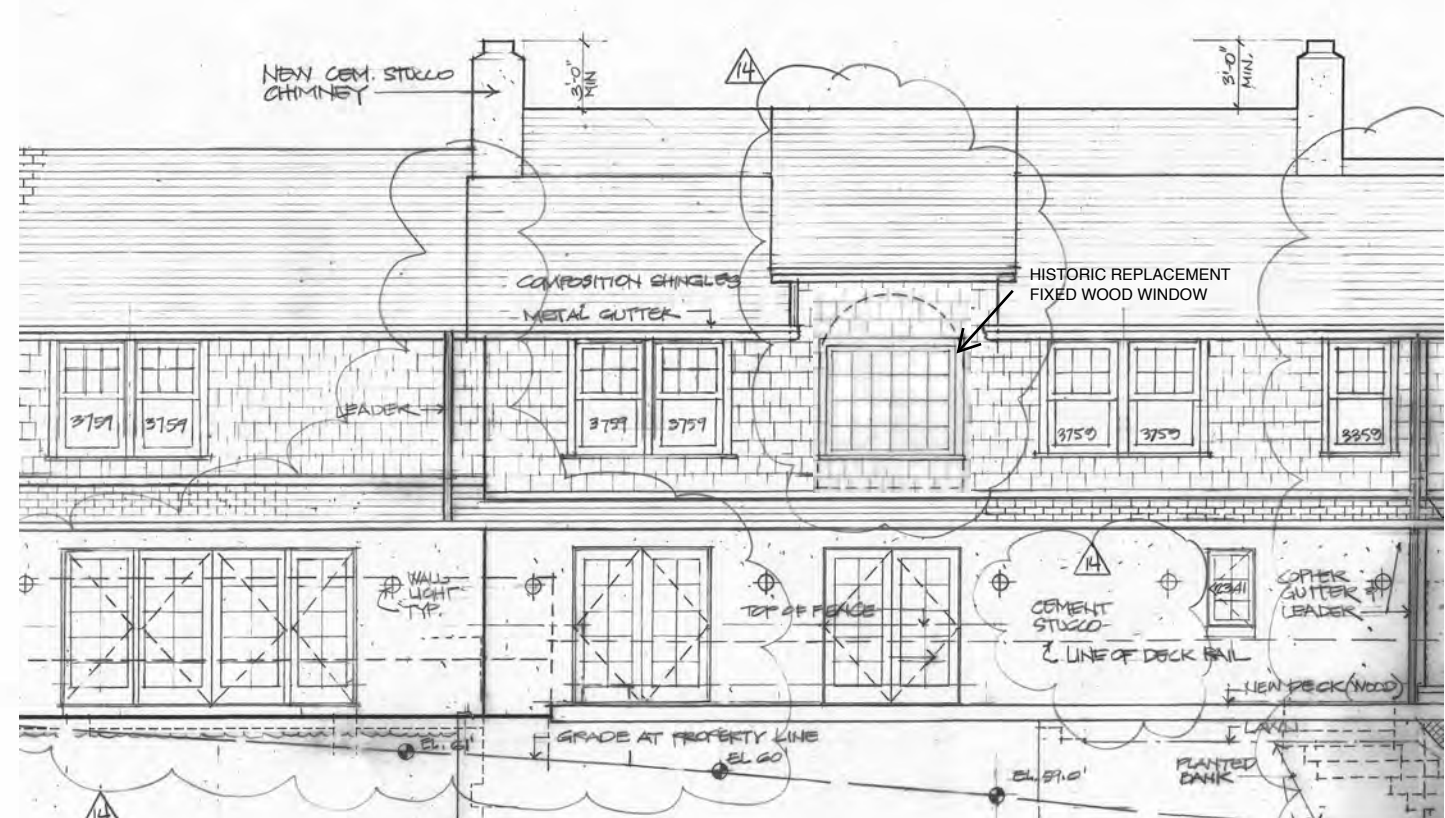 NEW CEM. STUCCO
CHIMNEY
3'-0"
MIN
14
3'-0"
MIN.
HISTORIC REPLACEMENT
FIXED WOOD WINDOW
COMPOSITION SHINGLES
METAL GUTTER
LEADER
3759
3759
3759
3759
3759
3759
3359
WALL
LIGHT
TYP.
TOP OF FENCE
14
CEMENT
STUCCO
LINE OF DECK RAIL
2341
COPPER
GUTTER &
LEADER
NEW DECK (WOOD)
LAWN
PLANTED
BANK
GRADE AT PROPERTY LINE
EL. 61'
EL. 60'
EL. 59.0'
14